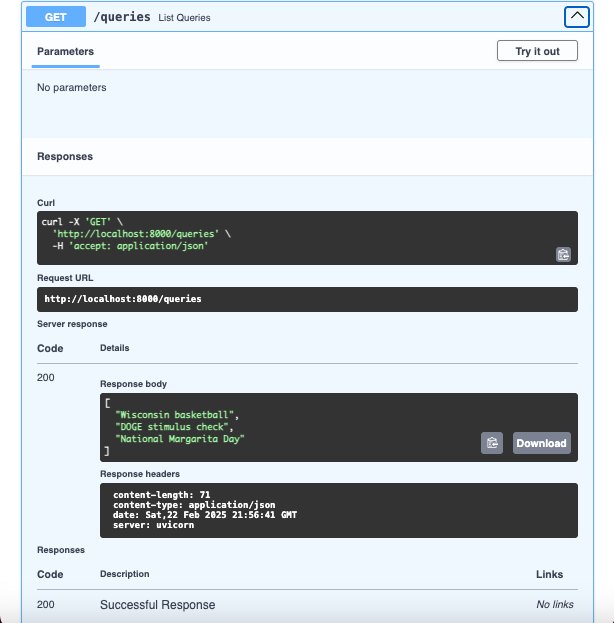 GET /queries List Queries
Parameters
Try it out
No parameters
Responses
Curl
curl -X 'GET' \
'http://localhost:8000/queries' \
-H 'accept: application/json'
Request URL
http://localhost:8000/queries
Server response
Code Details
200
Response body
[
"Wisconsin basketball",
"DOGE stimulus check",
"National Margarita Day"
]
Download
Response headers
content-length: 71
content-type: application/json
date: Sat,22 Feb 2025 21:56:41 GMT
server: uvicorn
Responses
Code Description Links
200 Successful Response No links